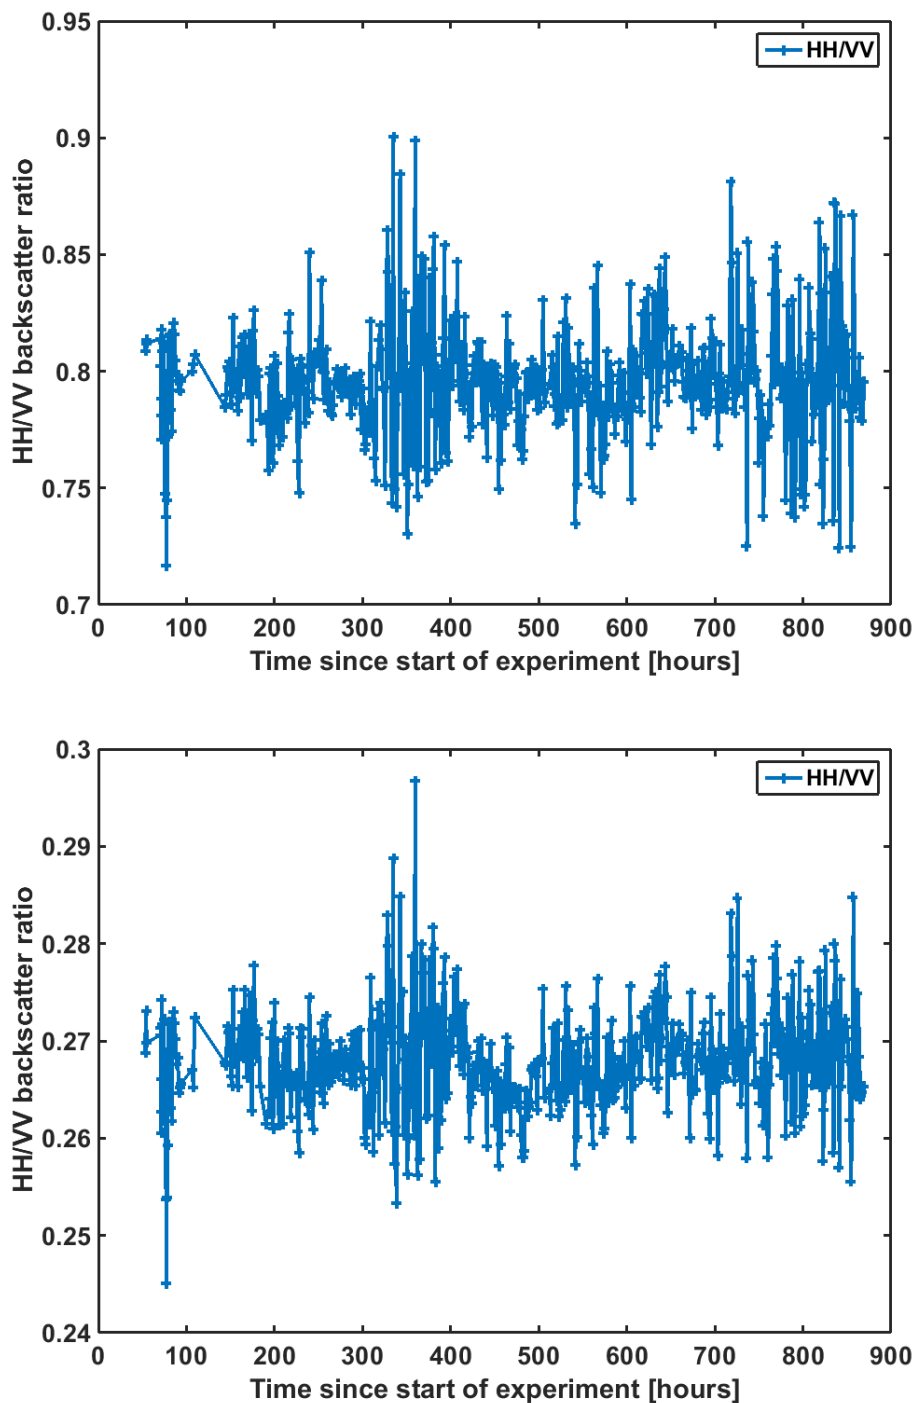 0.95
HH/VV
0.9
0.85
0.8
0.75
0.7
HH/VV backscatter ratio
0 100 200 300 400 500 600 700 800 900
Time since start of experiment [hours]
0.3
HH/VV
0.29
0.28
0.27
0.26
0.25
0.24
HH/VV backscatter ratio
0 100 200 300 400 500 600 700 800 900
Time since start of experiment [hours]